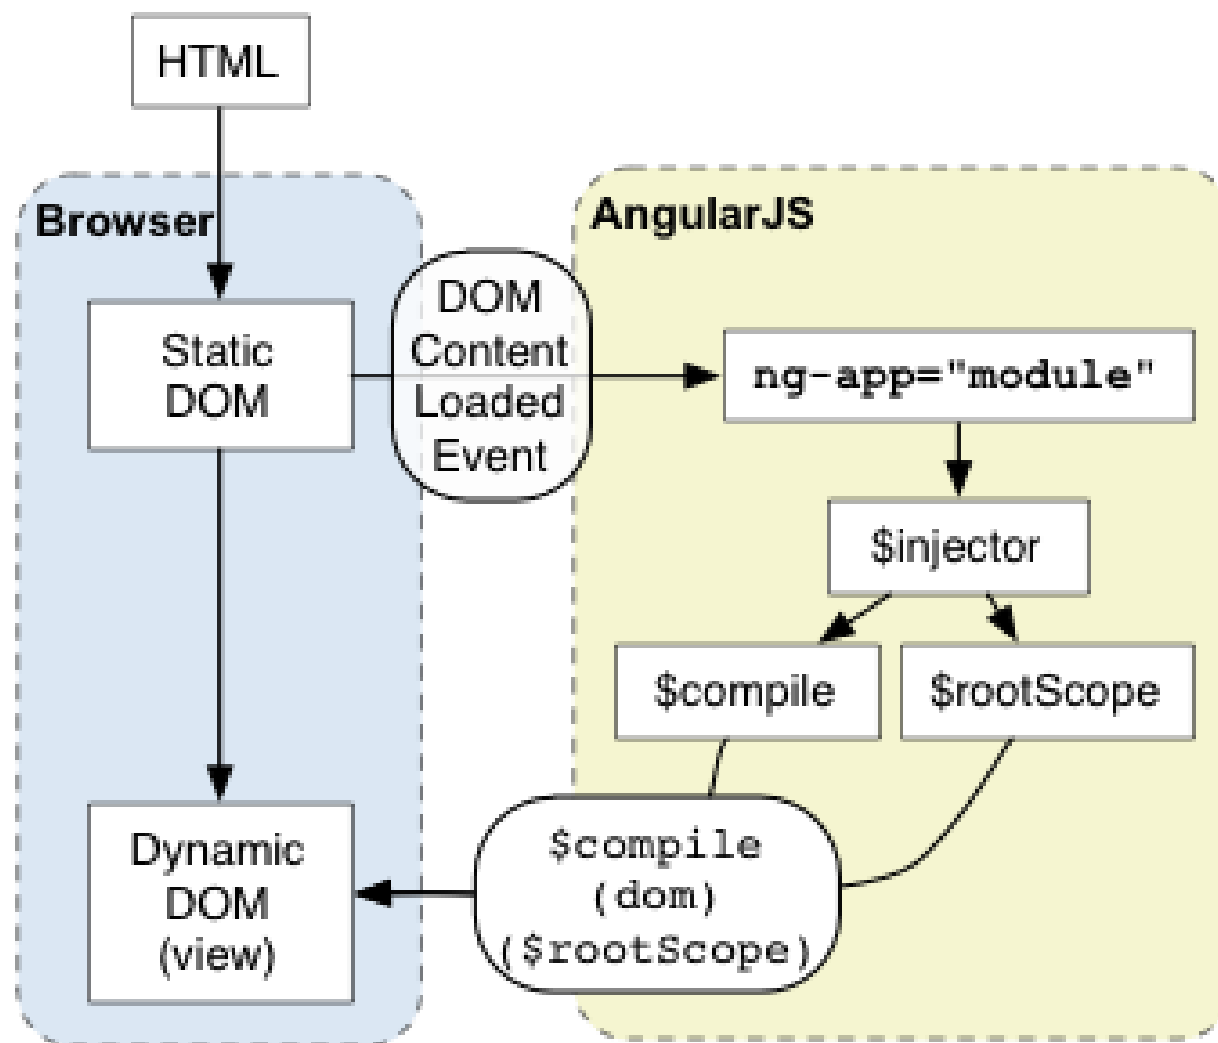 HTML
Browser
AngularJS
Static
DOM
DOM
Content
Loaded
Event
ng-app="module"
$injector
$compile
$rootScope
Dynamic
DOM
(view)
$compile
(dom)
($rootScope)